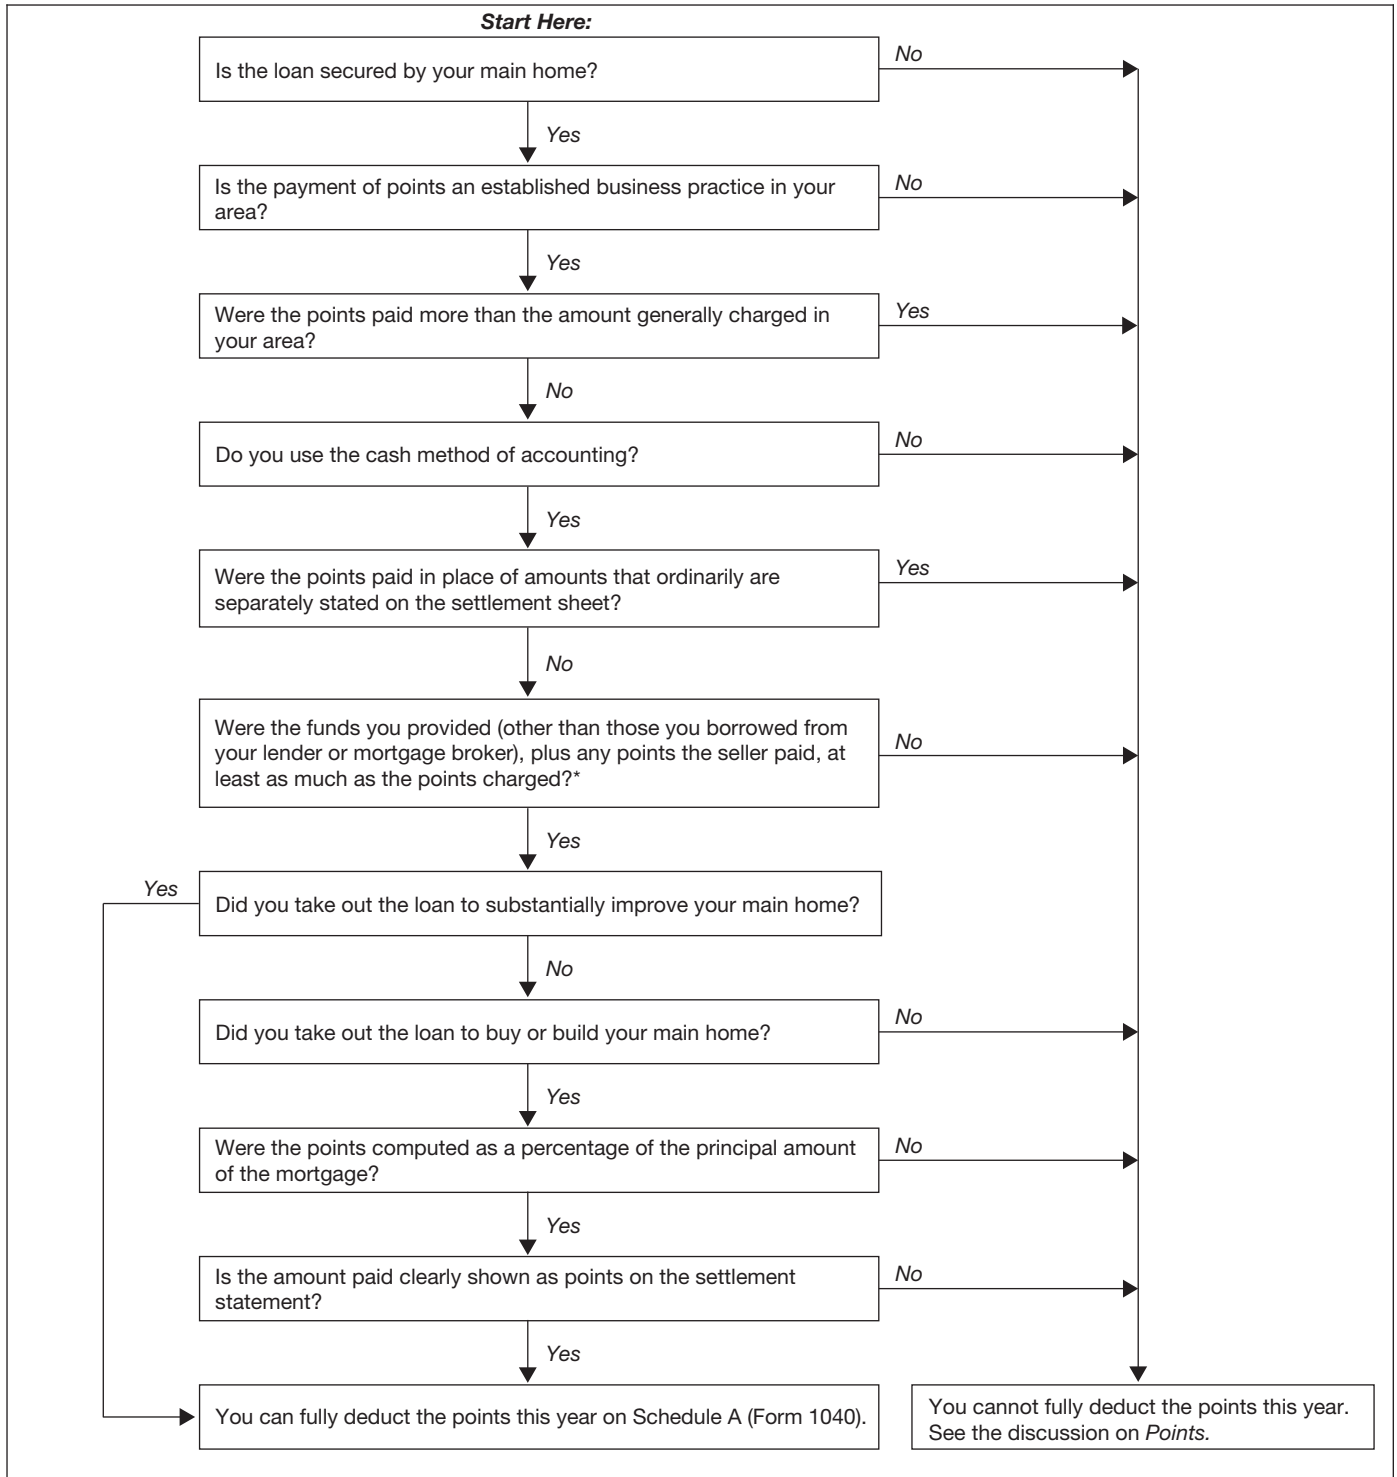 Start Here:
Is the loan secured by your main home?
No
Yes
Is the payment of points an established business practice in your
area?
No
Yes
Were the points paid more than the amount generally charged in
your area?
Yes
No
Do you use the cash method of accounting?
No
Yes
Were the points paid in place of amounts that ordinarily are
separately stated on the settlement sheet?
Yes
No
Were the funds you provided (other than those you borrowed from
your lender or mortgage broker), plus any points the seller paid, at
least as much as the points charged?*
No
Yes
Yes
Did you take out the loan to substantially improve your main home?
No
Did you take out the loan to buy or build your main home?
No
Yes
Were the points computed as a percentage of the principal amount
of the mortgage?
No
Yes
Is the amount paid clearly shown as points on the settlement
statement?
No
Yes
You can fully deduct the points this year on Schedule A (Form 1040).
You cannot fully deduct the points this year.
See the discussion on Points.